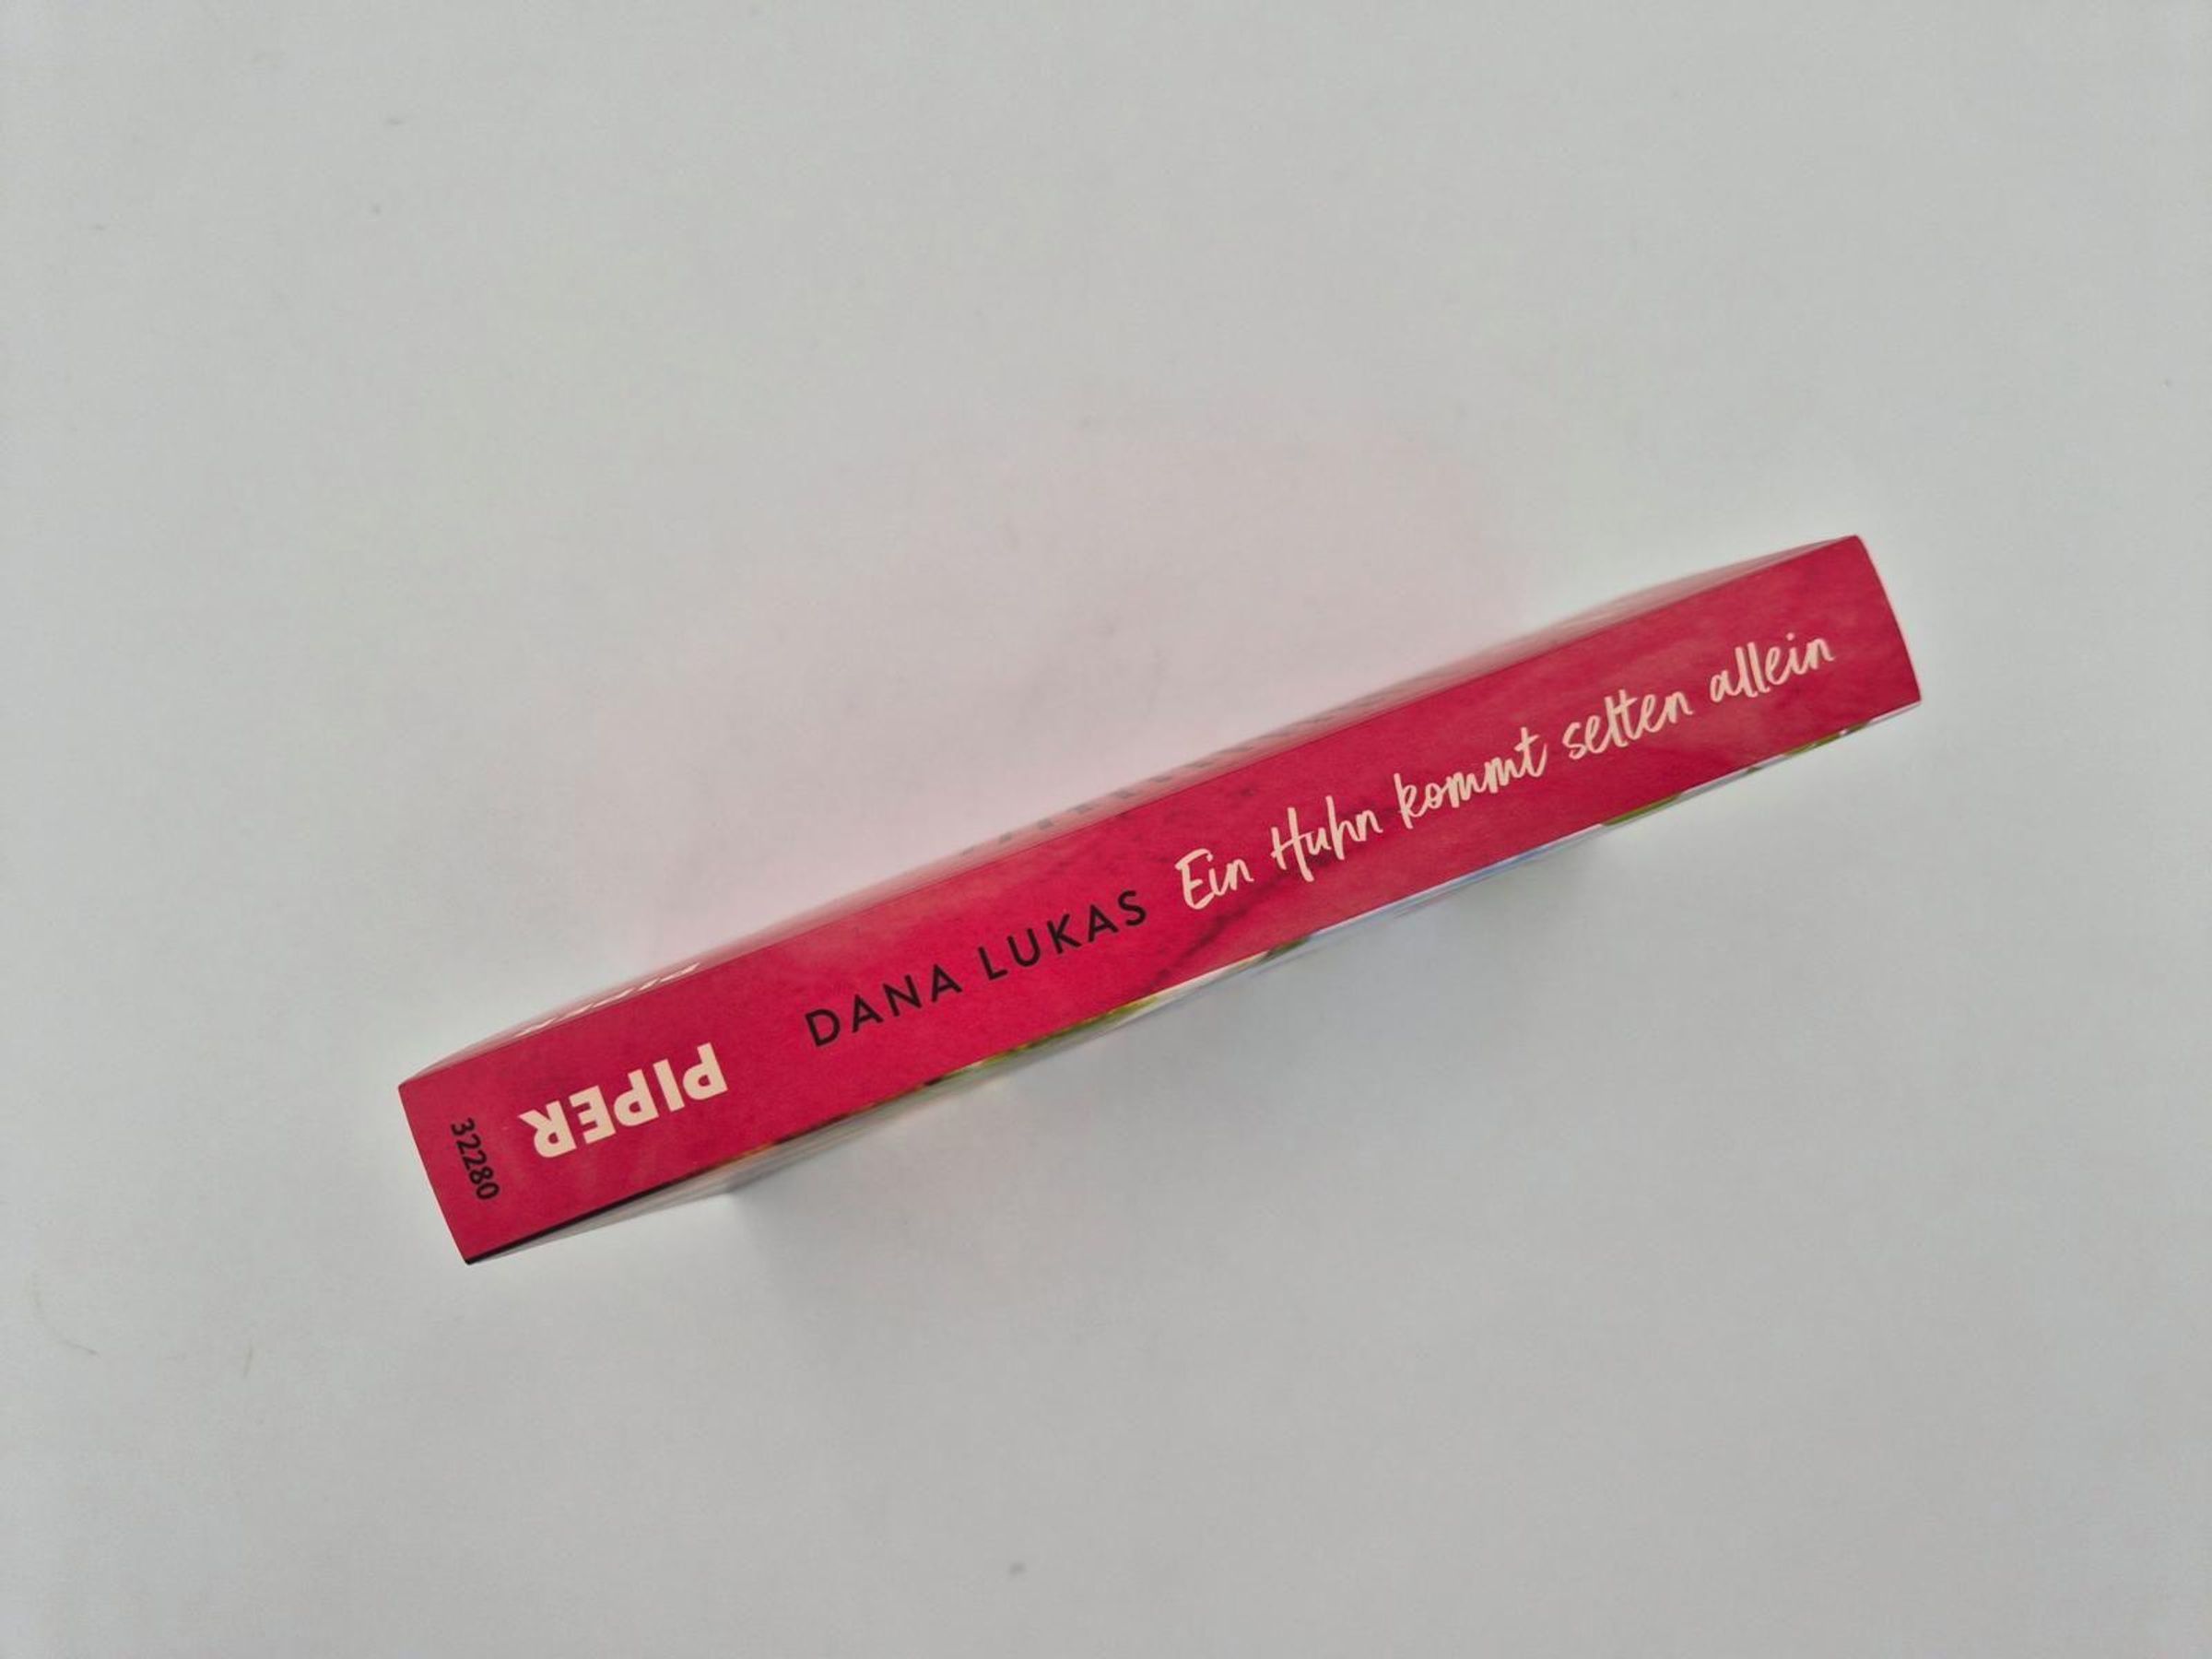 DANA LUKAS Ein Huhn kommt selten allein
PIPER
32280